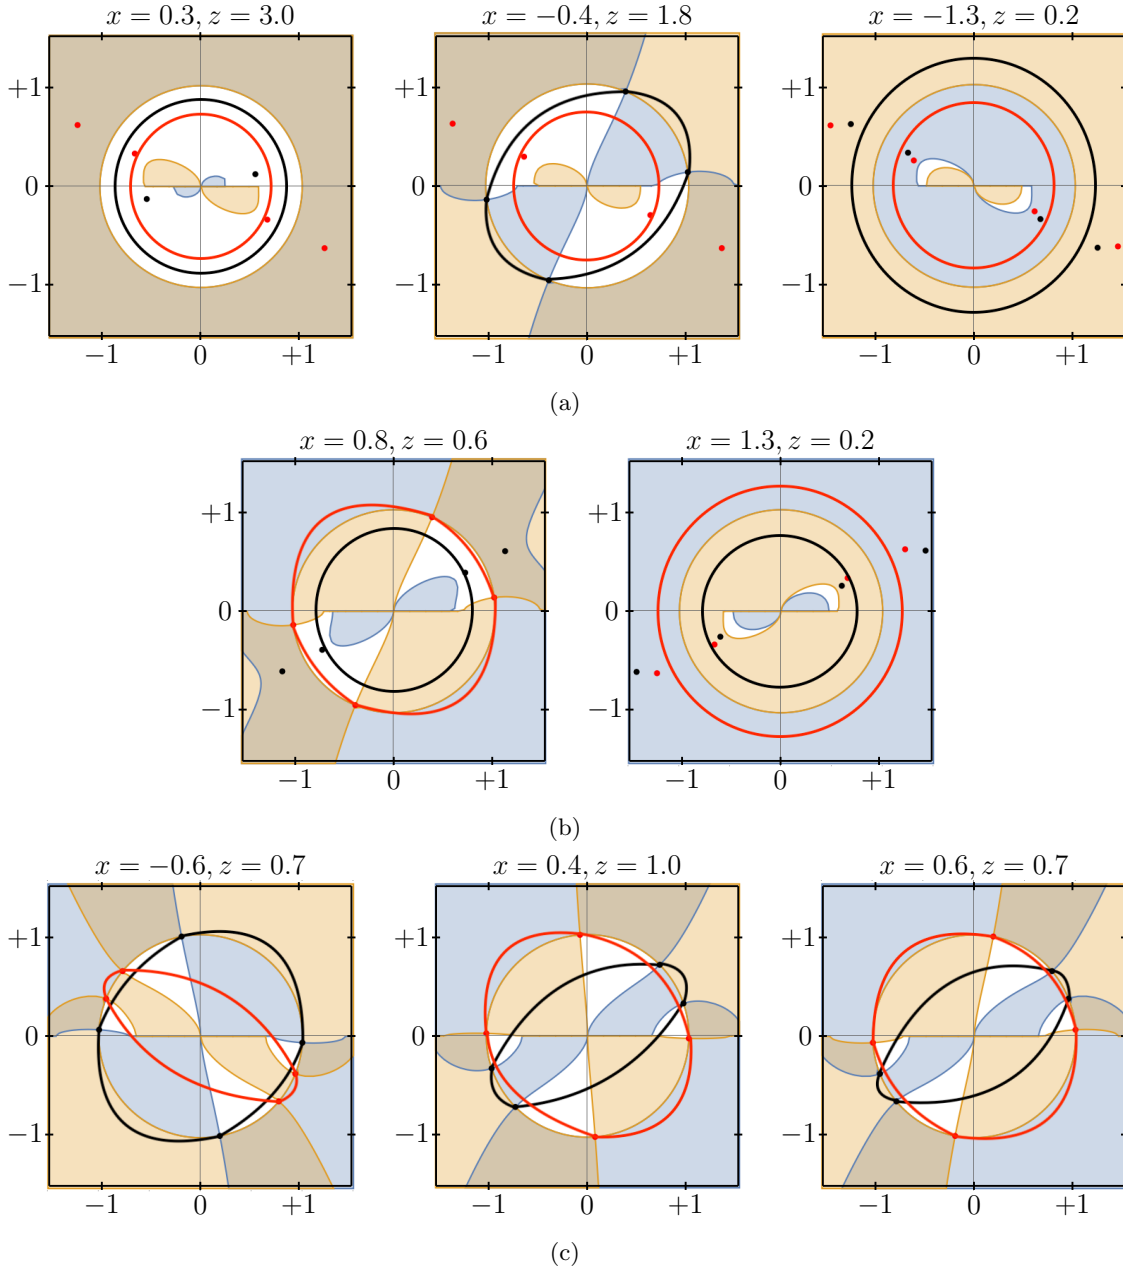 x = 0.3, z = 3.0
x = −0.4, z = 1.8
x = −1.3, z = 0.2
+1
0
−1
−1 0 +1
+1
0
−1
−1 0 +1
+1
0
−1
−1 0 +1
(a)
x = 0.8, z = 0.6
x = 1.3, z = 0.2
+1
0
−1
−1 0 +1
+1
0
−1
−1 0 +1
(b)
x = −0.6, z = 0.7
x = 0.4, z = 1.0
x = 0.6, z = 0.7
+1
0
−1
−1 0 +1
+1
0
−1
−1 0 +1
+1
0
−1
−1 0 +1
(c)